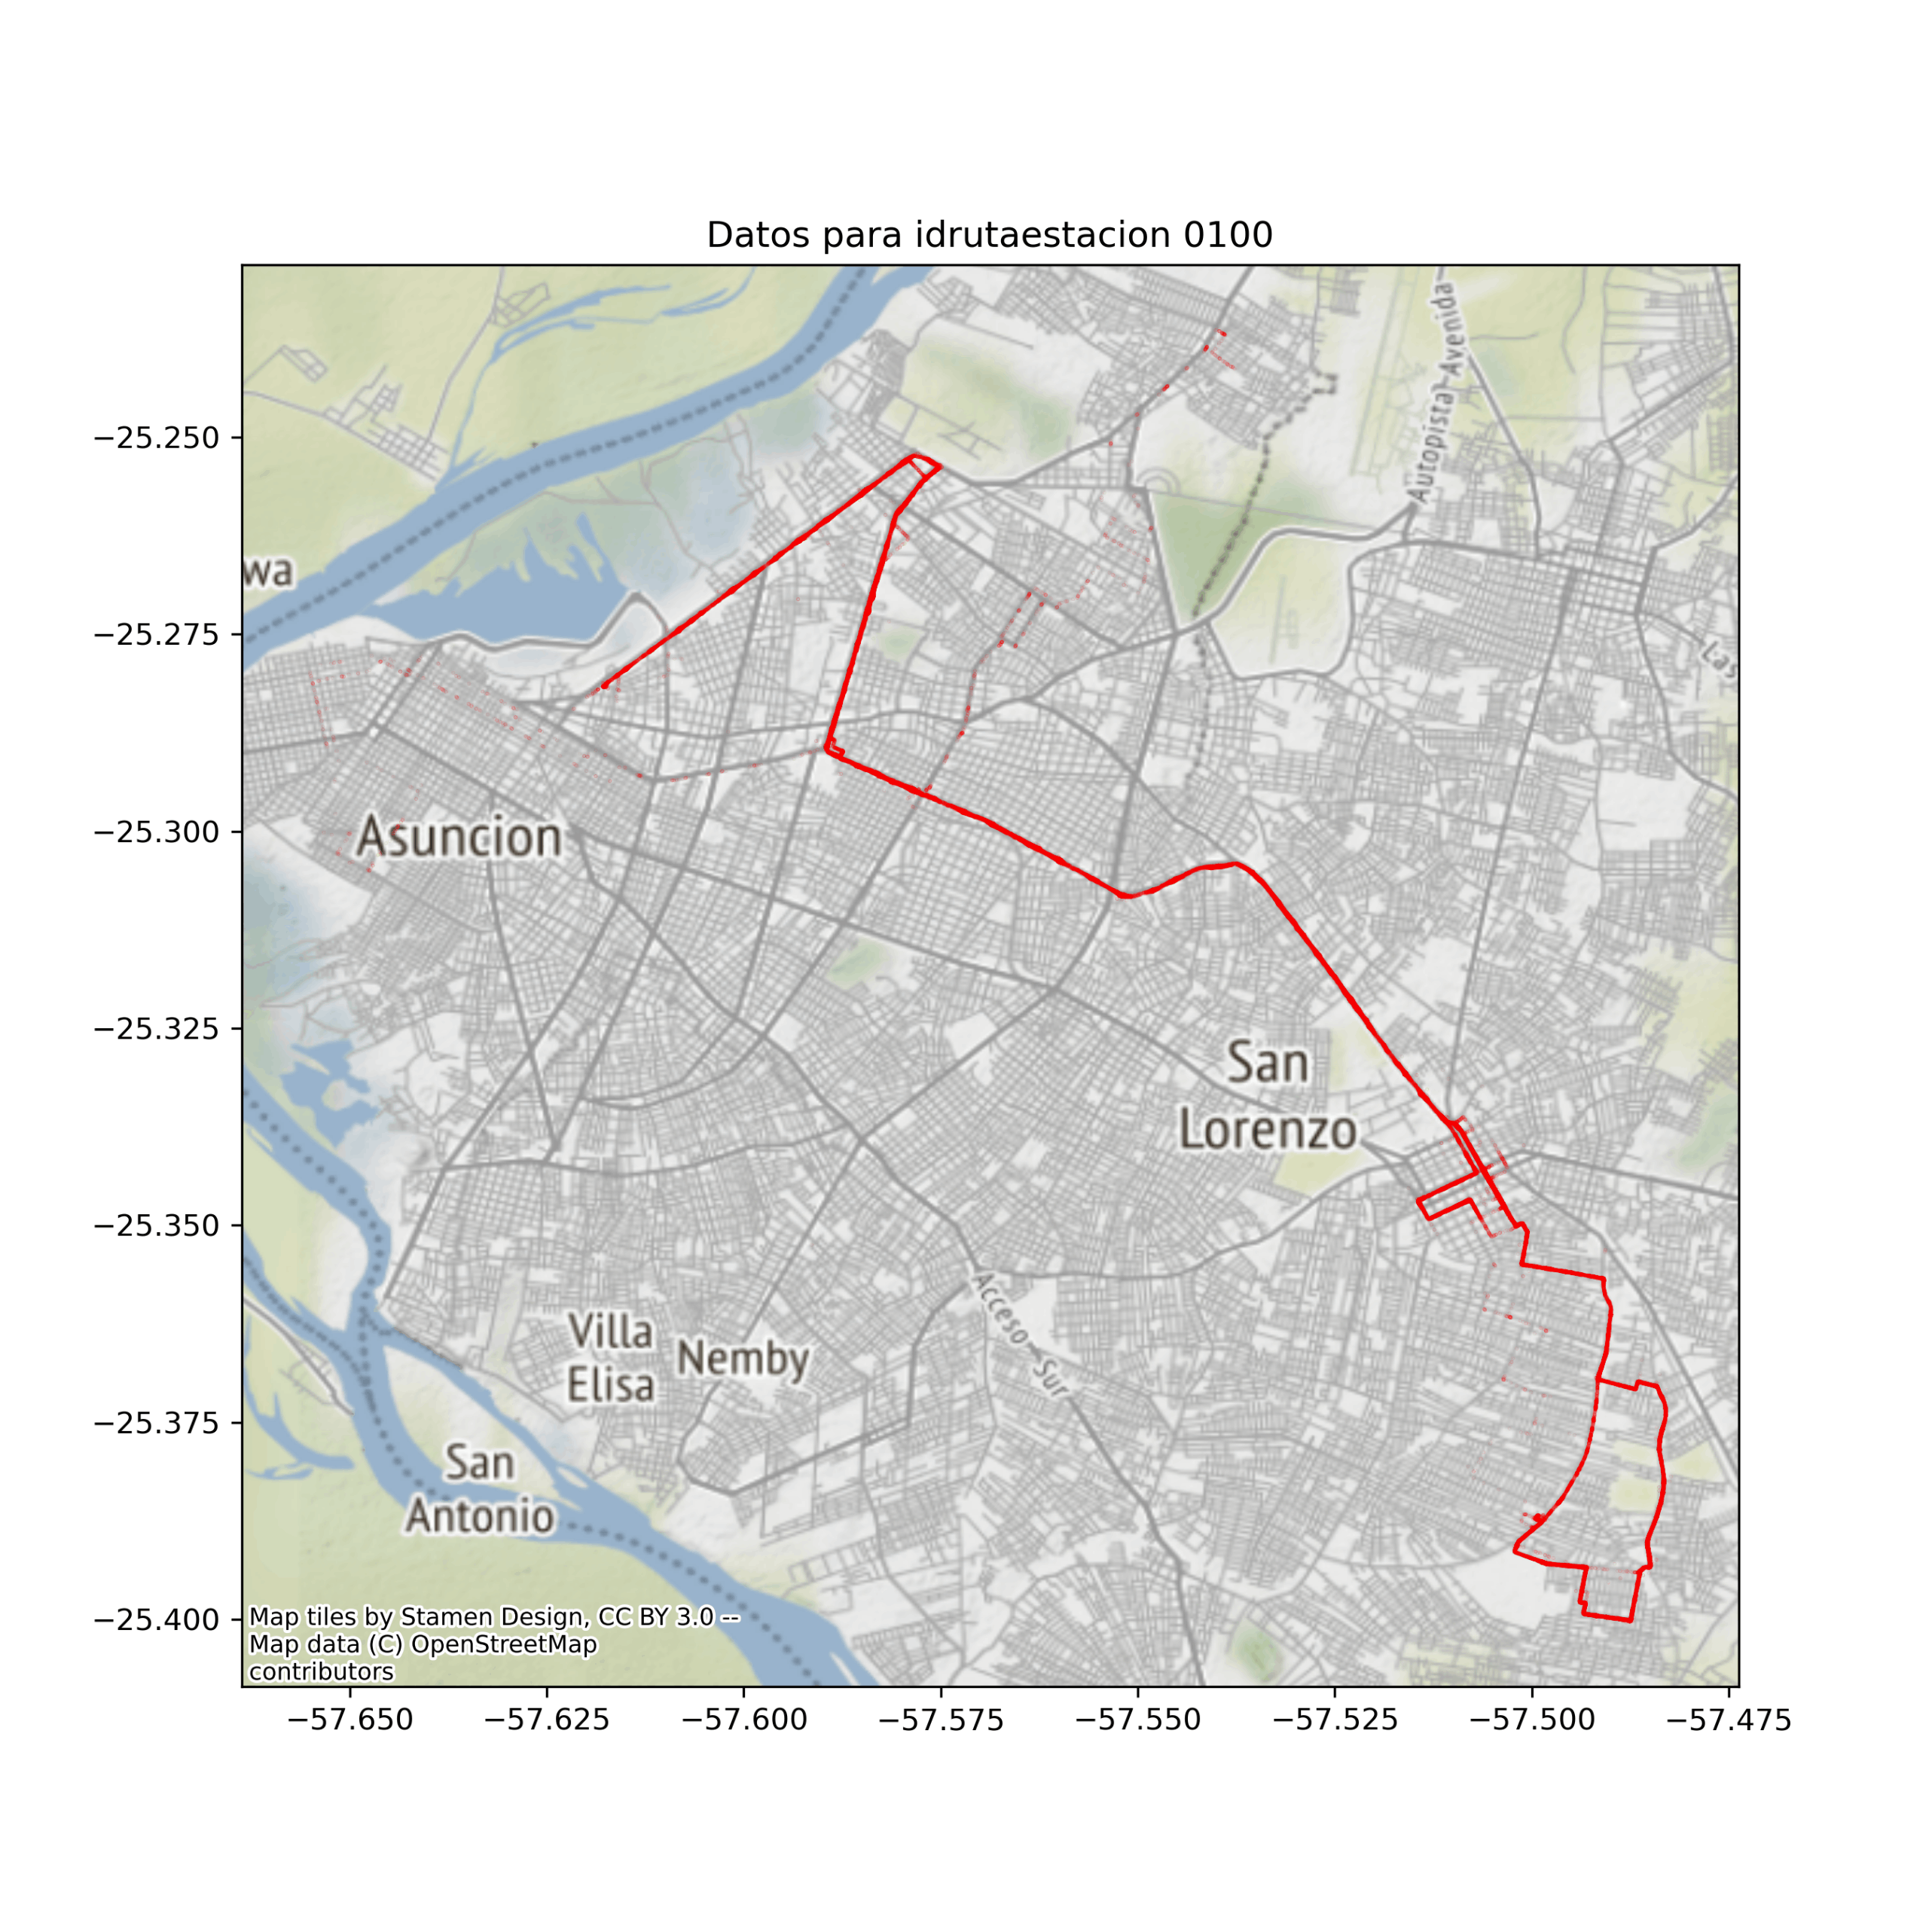 Datos para idrutaestacion 0100
−25.250
−25.275
−25.300
−25.325
−25.350
−25.375
−25.400
Autopista Avenida
wa
Las
Asuncion
San
Lorenzo
Acceso Sur
Villa
Elisa
Nemby
San
Antonio
Map tiles by Stamen Design, CC BY 3.0 --
Map data (C) OpenStreetMap
contributors
−57.650
−57.625
−57.600
−57.575
−57.550
−57.525
−57.500
−57.475